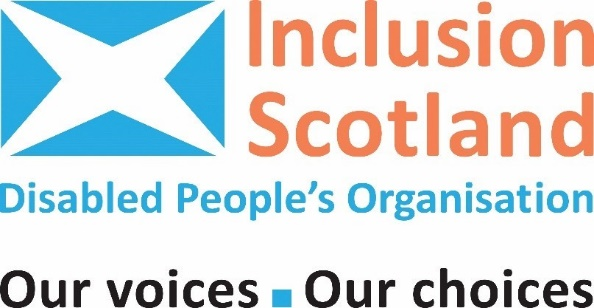 Inclusion
Scotland
Disabled People's Organisation
Our voices ■ Our choices